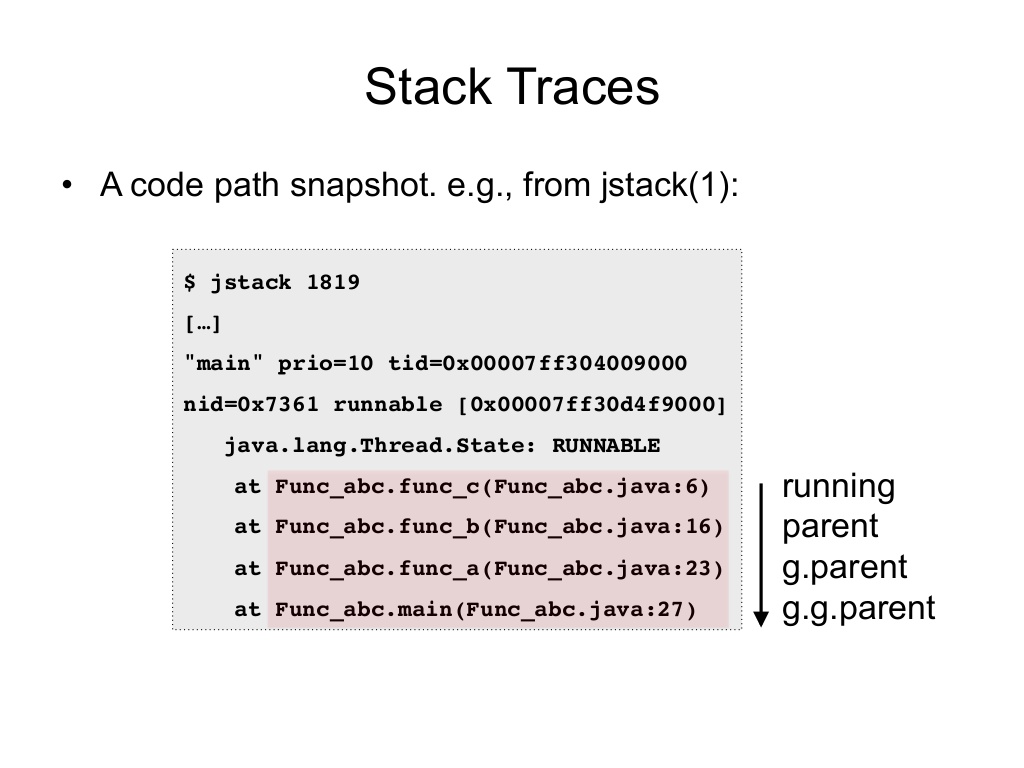 Stack Traces
• A code path snapshot. e.g., from jstack(1):
$ jstack 1819
[…]
"main" prio=10 tid=0x00007ff304009000
nid=0x7361 runnable [0x00007ff30d4f9000]
java.lang.Thread.State: RUNNABLE
at Func_abc.func_c(Func_abc.java:6)
running
at Func_abc.func_b(Func_abc.java:16)
parent
at Func_abc.func_a(Func_abc.java:23)
g.parent
at Func_abc.main(Func_abc.java:27)
g.g.parent